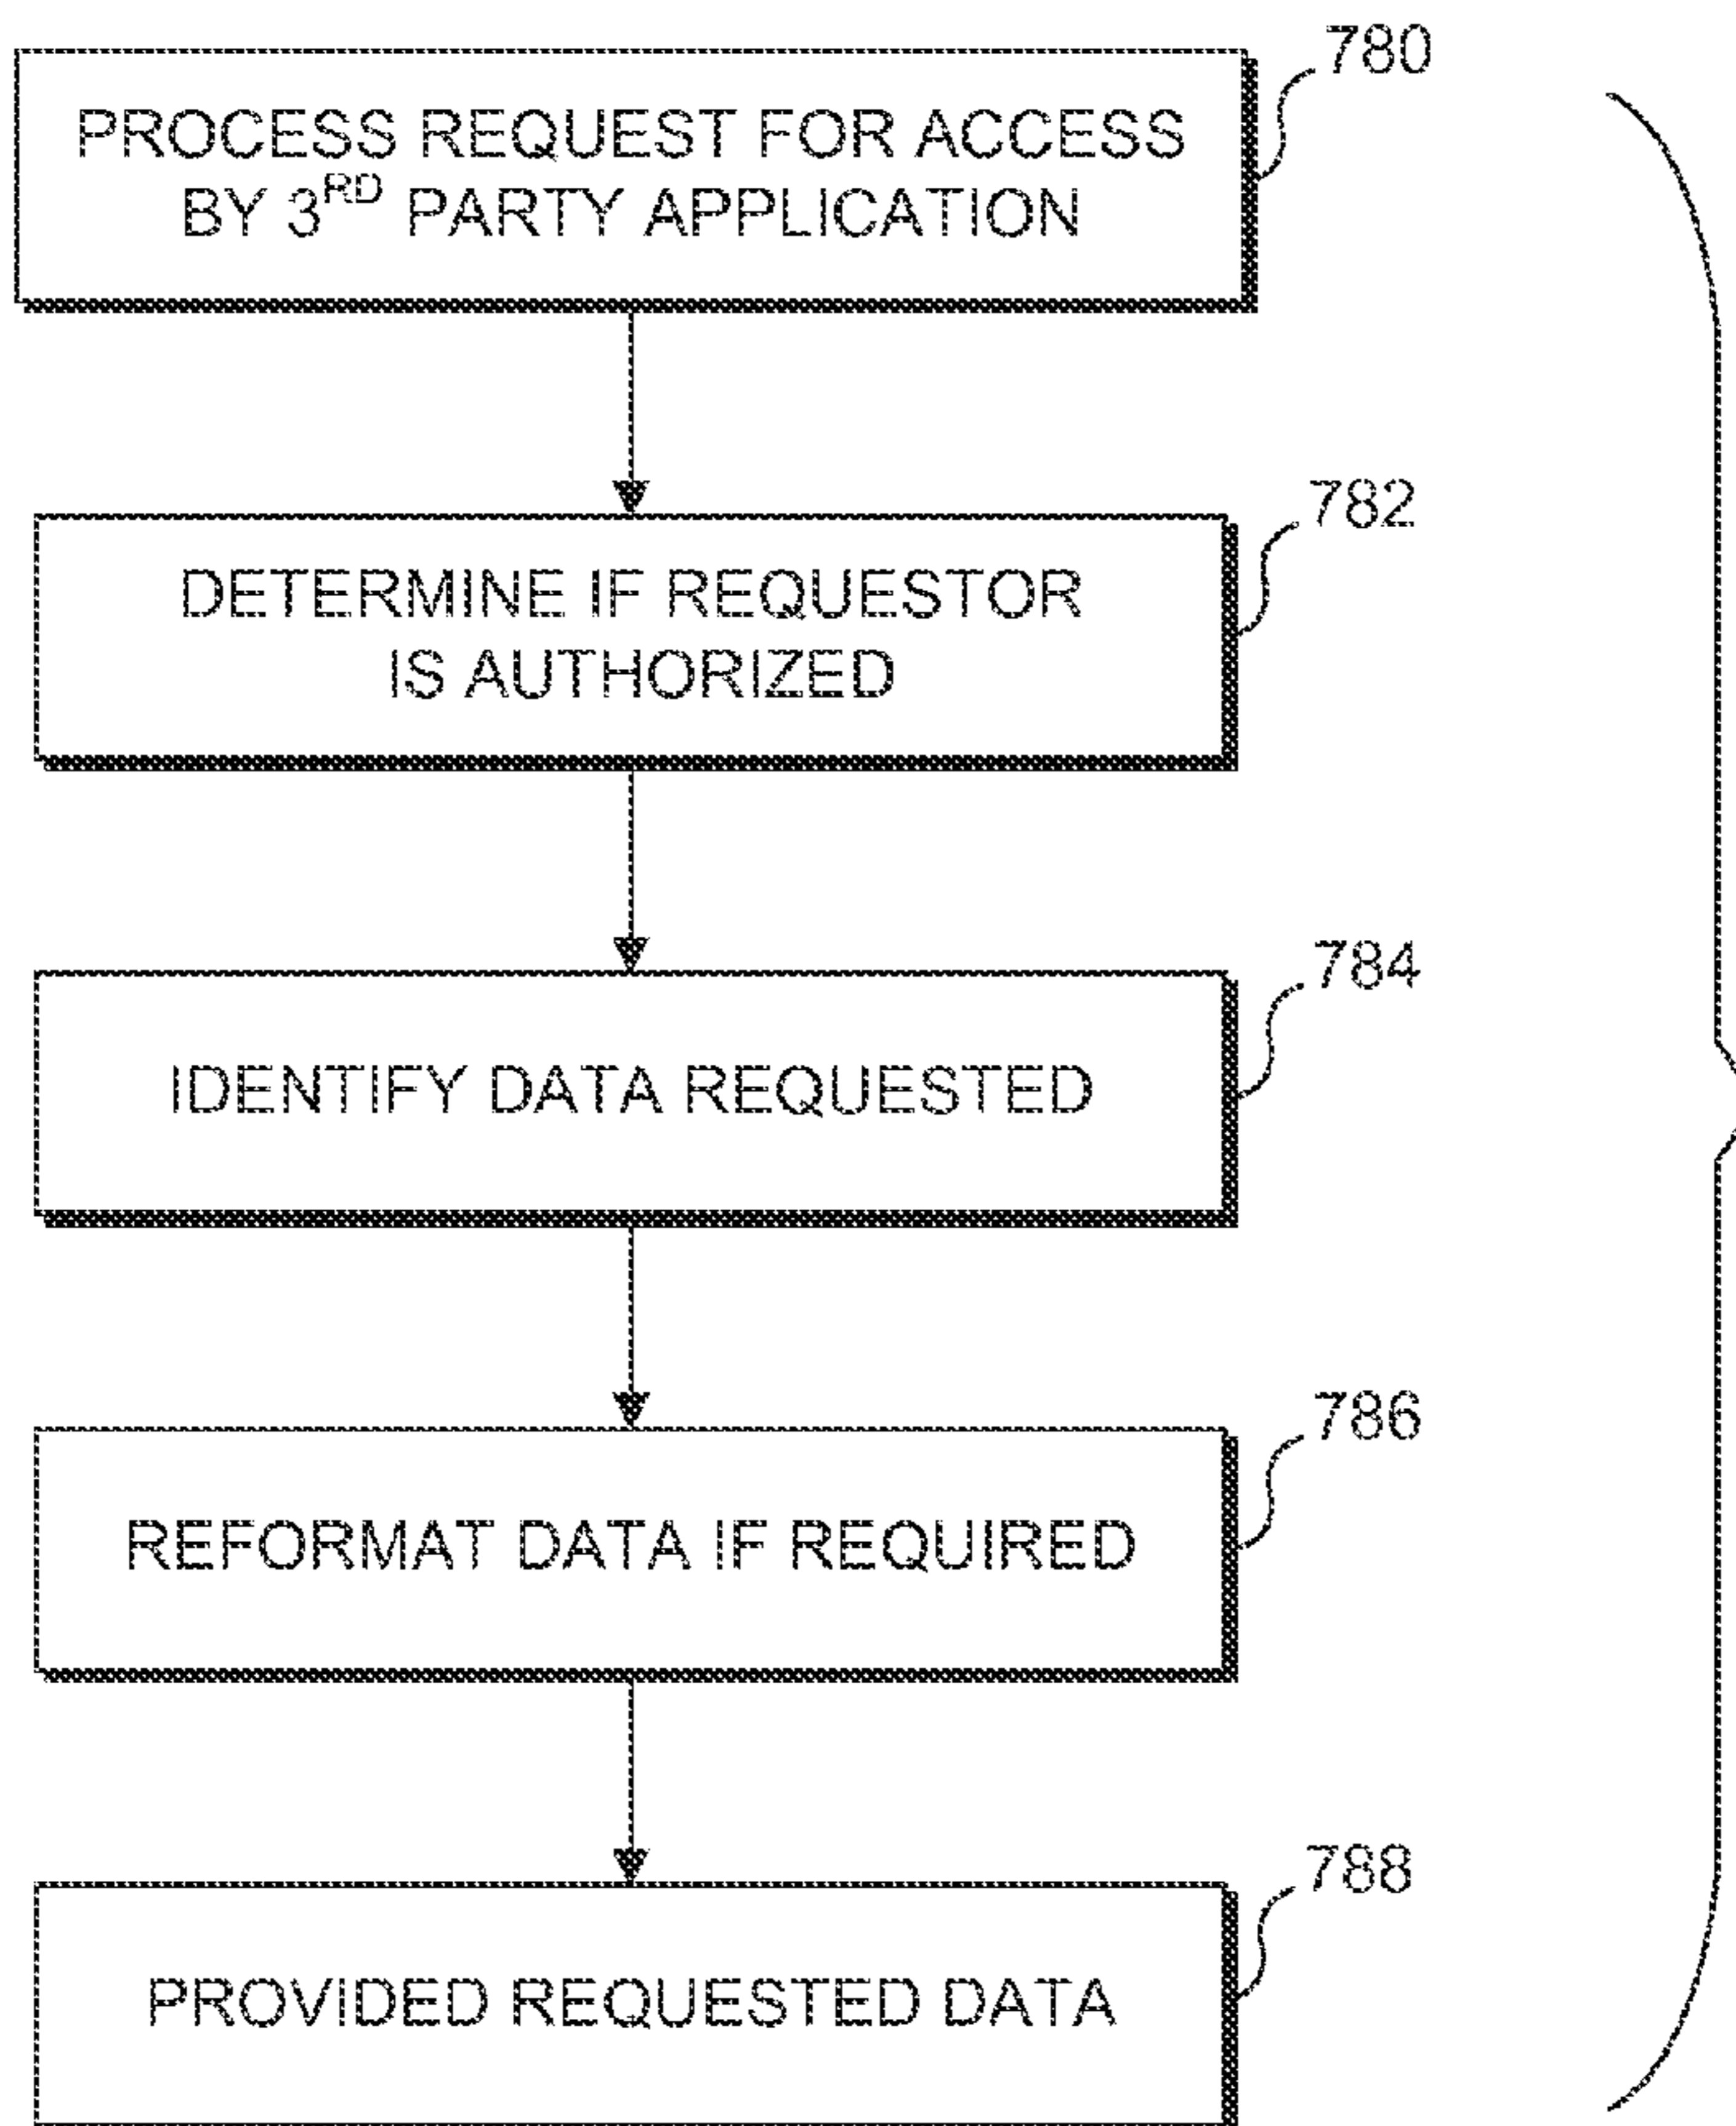 780
PROCESS REQUEST FOR ACCESS
BY 3RD PARTY APPLICATION
782
DETERMINE IF REQUESTOR
IS AUTHORIZED
784
IDENTIFY DATA REQUESTED
786
REFORMAT DATA IF REQUIRED
788
PROVIDED REQUESTED DATA